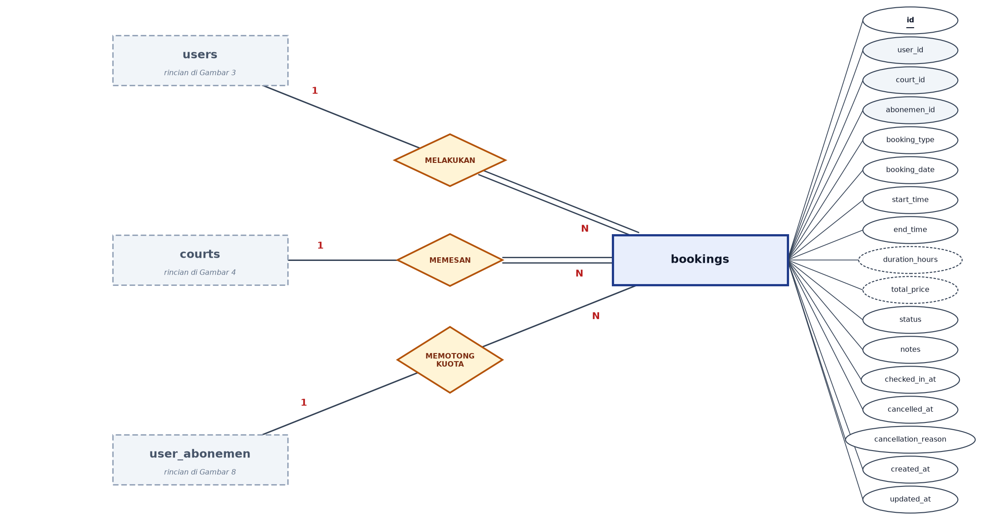 users
rincian di Gambar 3
1
MELAKUKAN
N
courts
rincian di Gambar 4
1
MEMESAN
N
bookings
N
MEMOTONG
KUOTA
1
user_abonemen
rincian di Gambar 8
id
user_id
court_id
abonemen_id
booking_type
booking_date
start_time
end_time
duration_hours
total_price
status
notes
checked_in_at
cancelled_at
cancellation_reason
created_at
updated_at